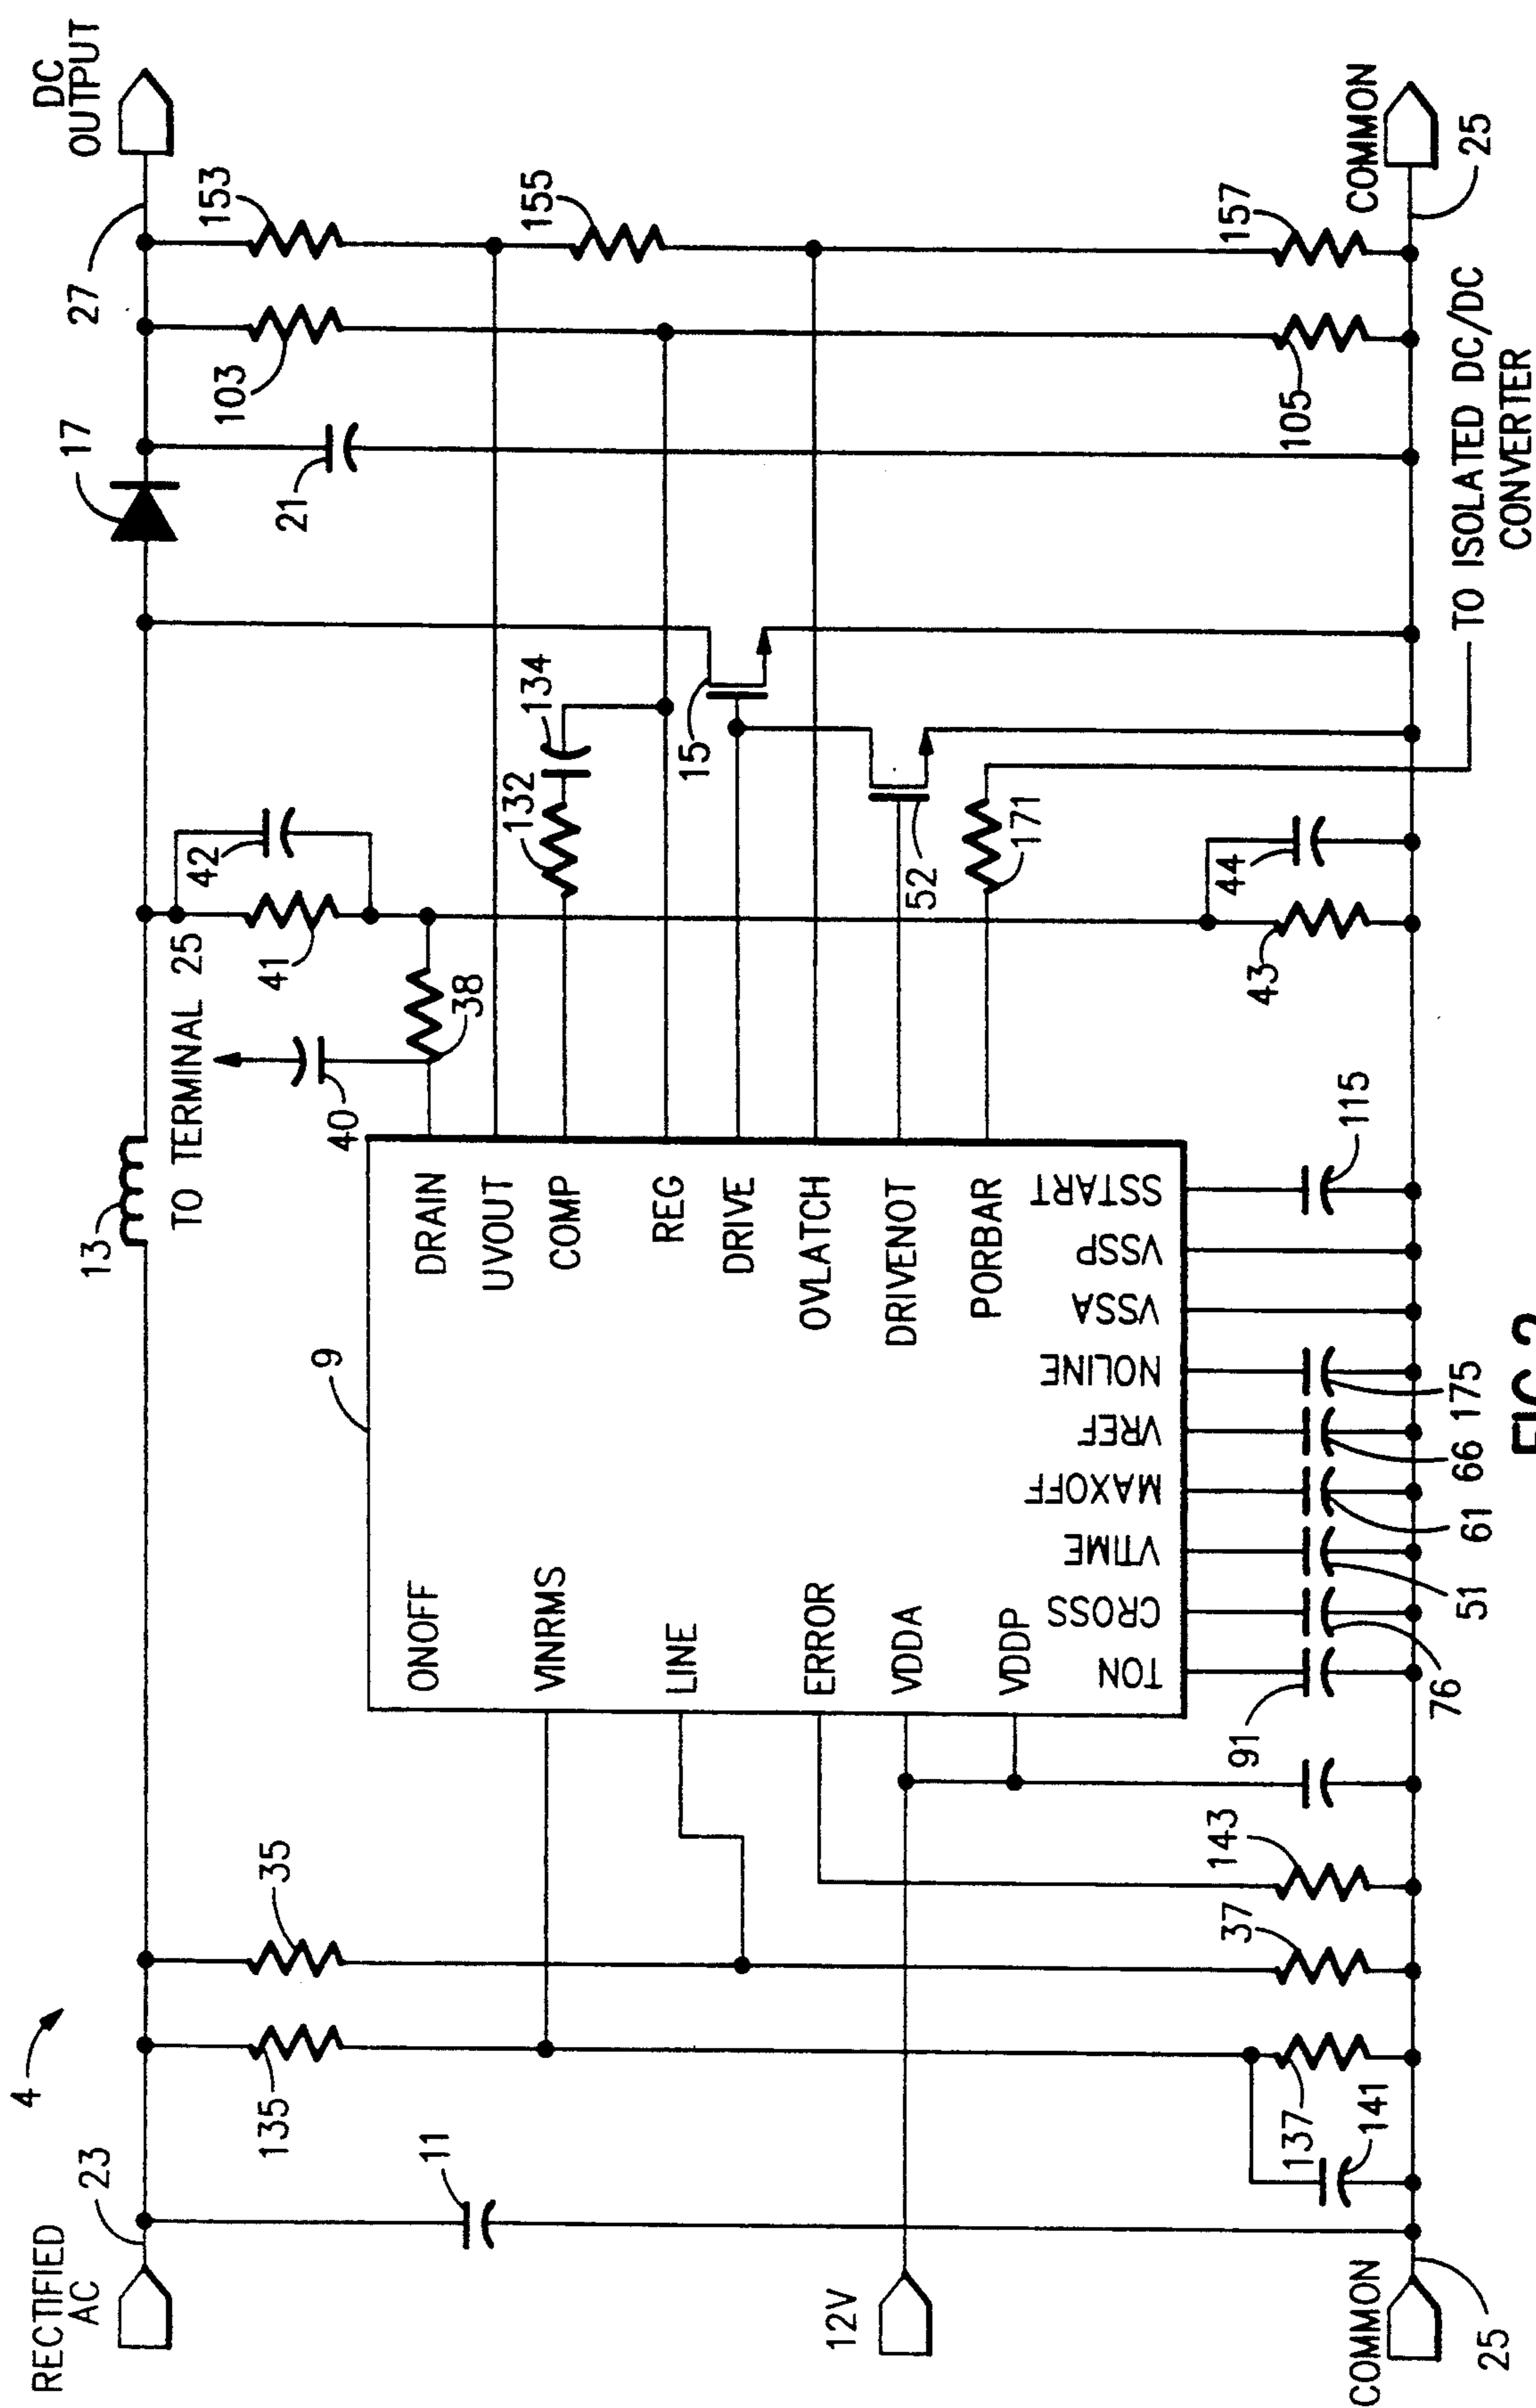 4
RECTIFIED
AC
23
13
17
27
DC
OUTPUT
135
35
TO TERMINAL 25
41
42
21
103
153
11
9
40
38
132
134
155
ONOFF
VINRMS
LINE
ERROR
VDDA
VDDP
DRAIN
UVOUT
COMP
REG
DRIVE
OVLATCH
DRIVENOT
PORBAR
15
52
171
12V
TON
CROSS
VTIME
MAXOFF
VREF
NOLINE
VSSA
VSSP
SSTART
137
141
37
143
91
76
51
61
66
175
115
43
44
105
157
COMMON
25
COMMON
25
TO ISOLATED DC/DC
CONVERTER